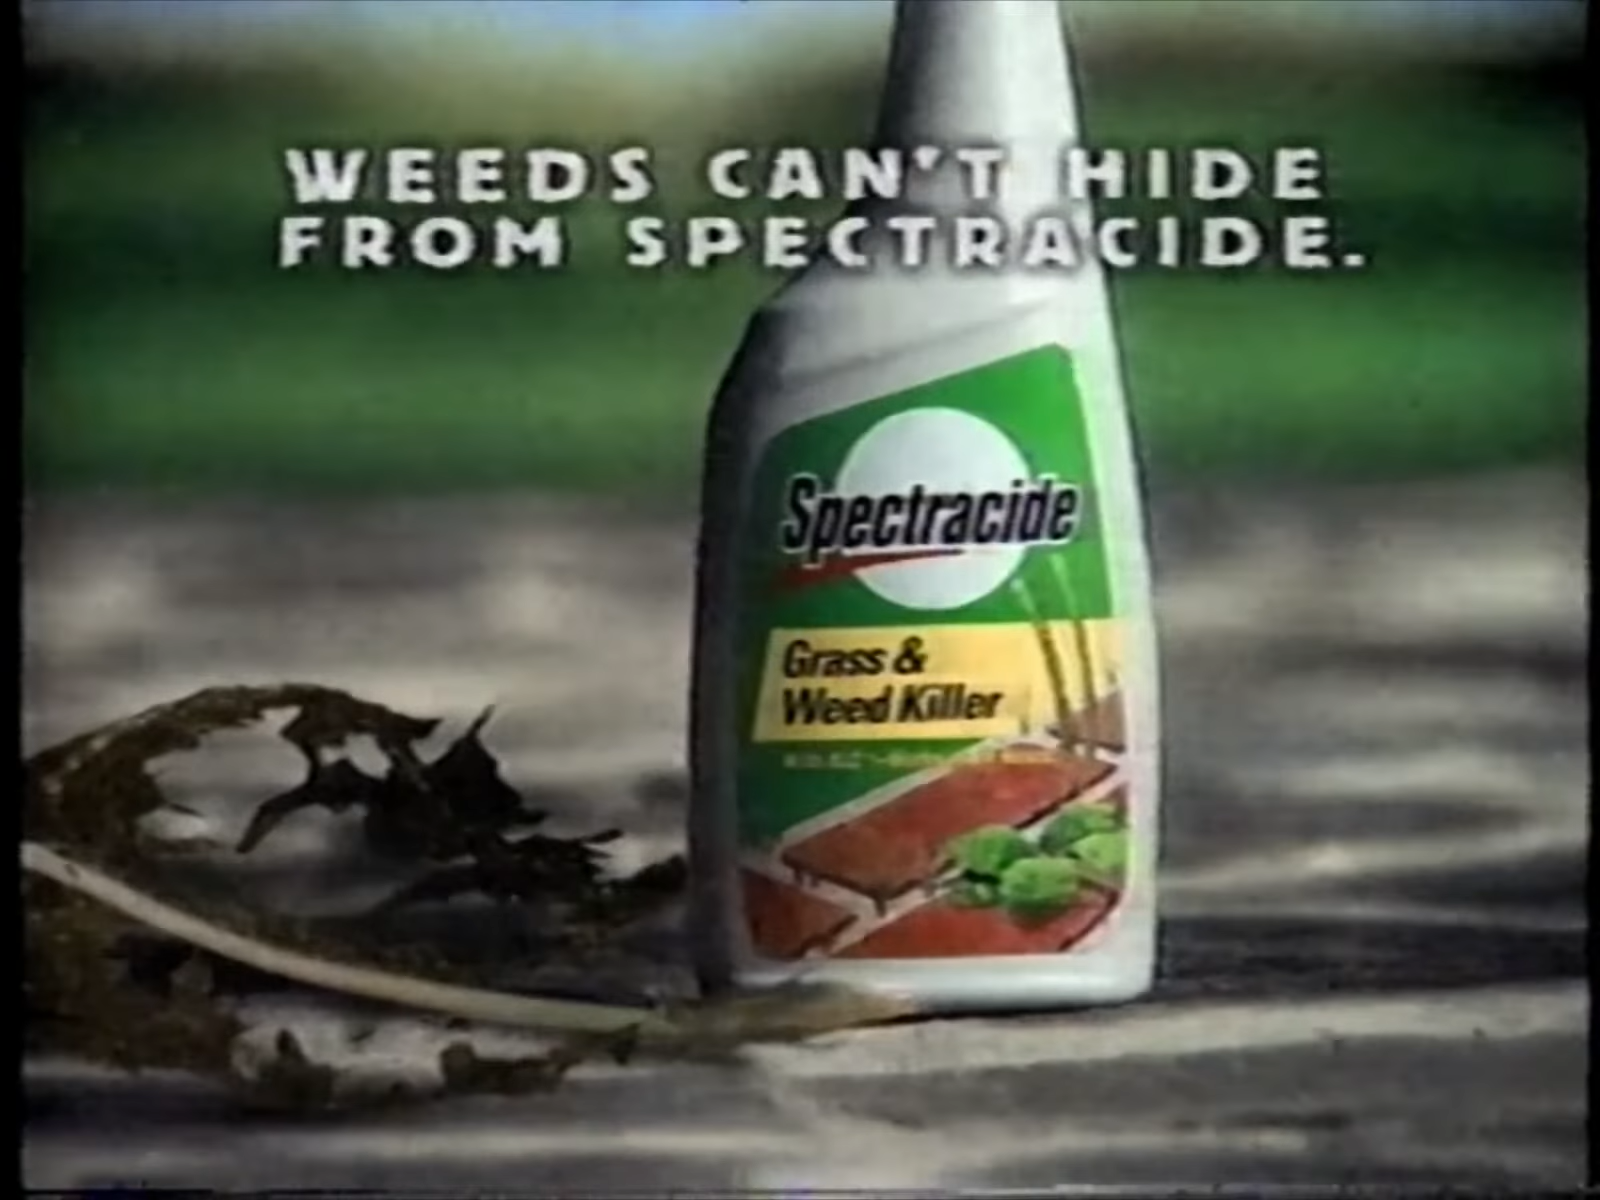 WEEDS CAN'T HIDE
FROM SPECTRACIDE.
Spectracide
Grass &
Weed Killer